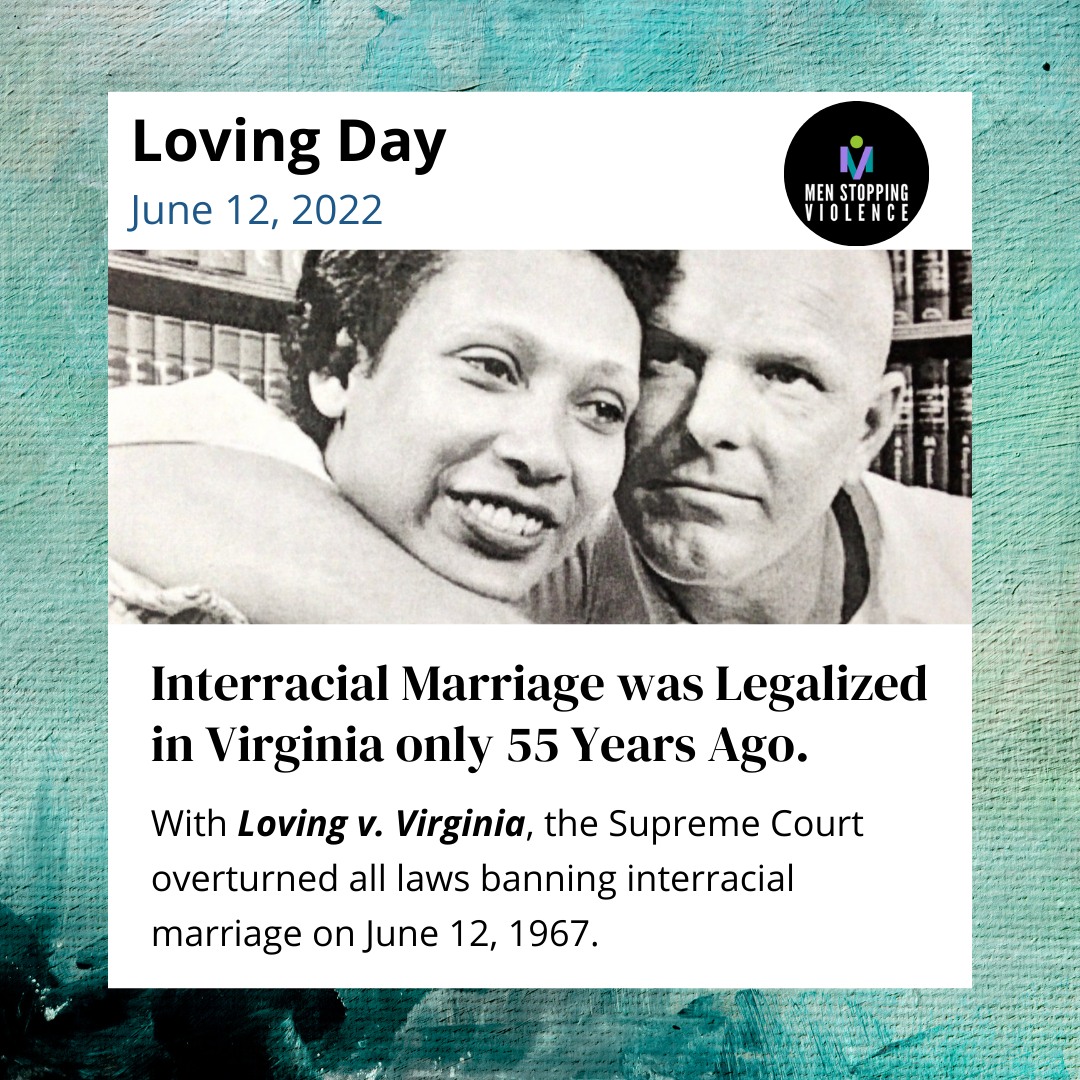 Loving Day
June 12, 2022
MEN STOPPING
VIOLENCE
Interracial Marriage was Legalized
in Virginia only 55 Years Ago.
With Loving v. Virginia, the Supreme Court
overturned all laws banning interracial
marriage on June 12, 1967.